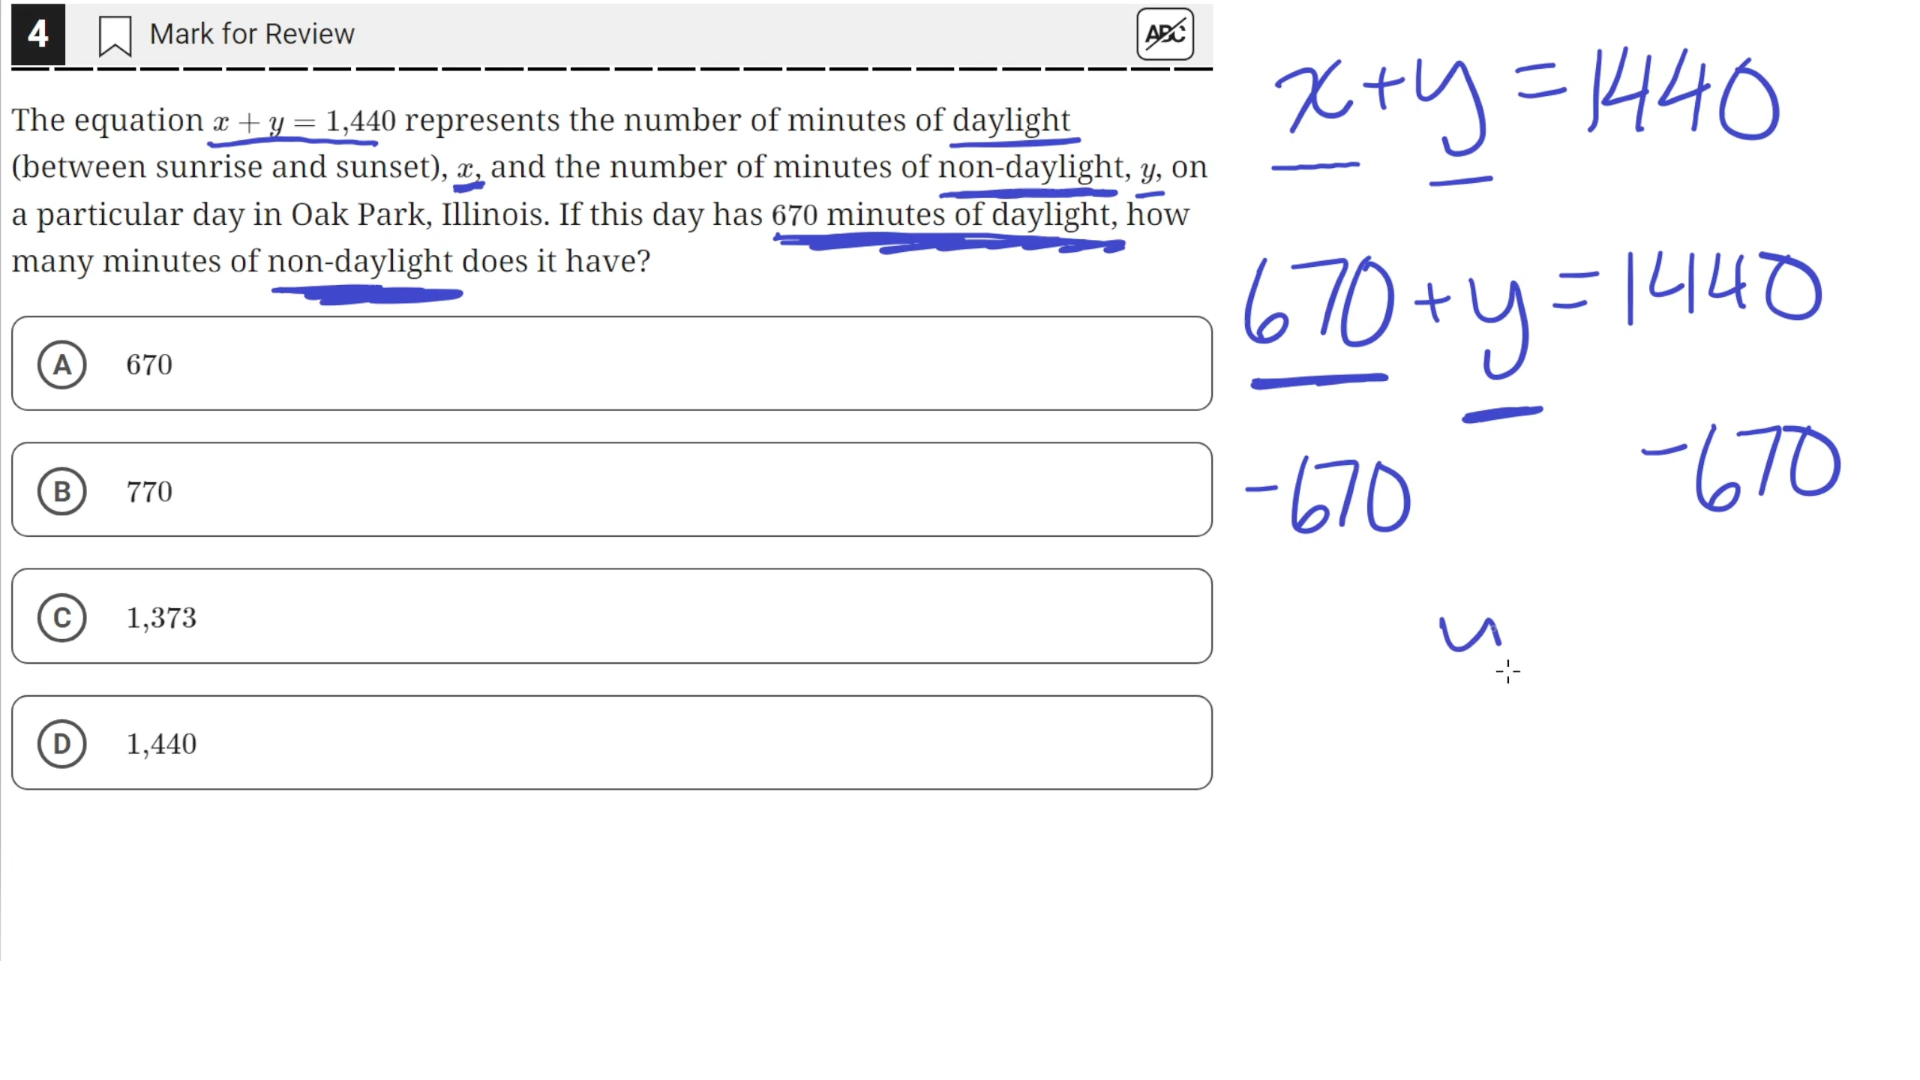 4 Mark for Review ABC
The equation x + y = 1,440 represents the number of minutes of daylight
(between sunrise and sunset), x, and the number of minutes of non-daylight, y, on
a particular day in Oak Park, Illinois. If this day has 670 minutes of daylight, how
many minutes of non-daylight does it have?
A 670
B 770
C 1,373
D 1,440
x+y=1440
670+y=1440
-670 -670